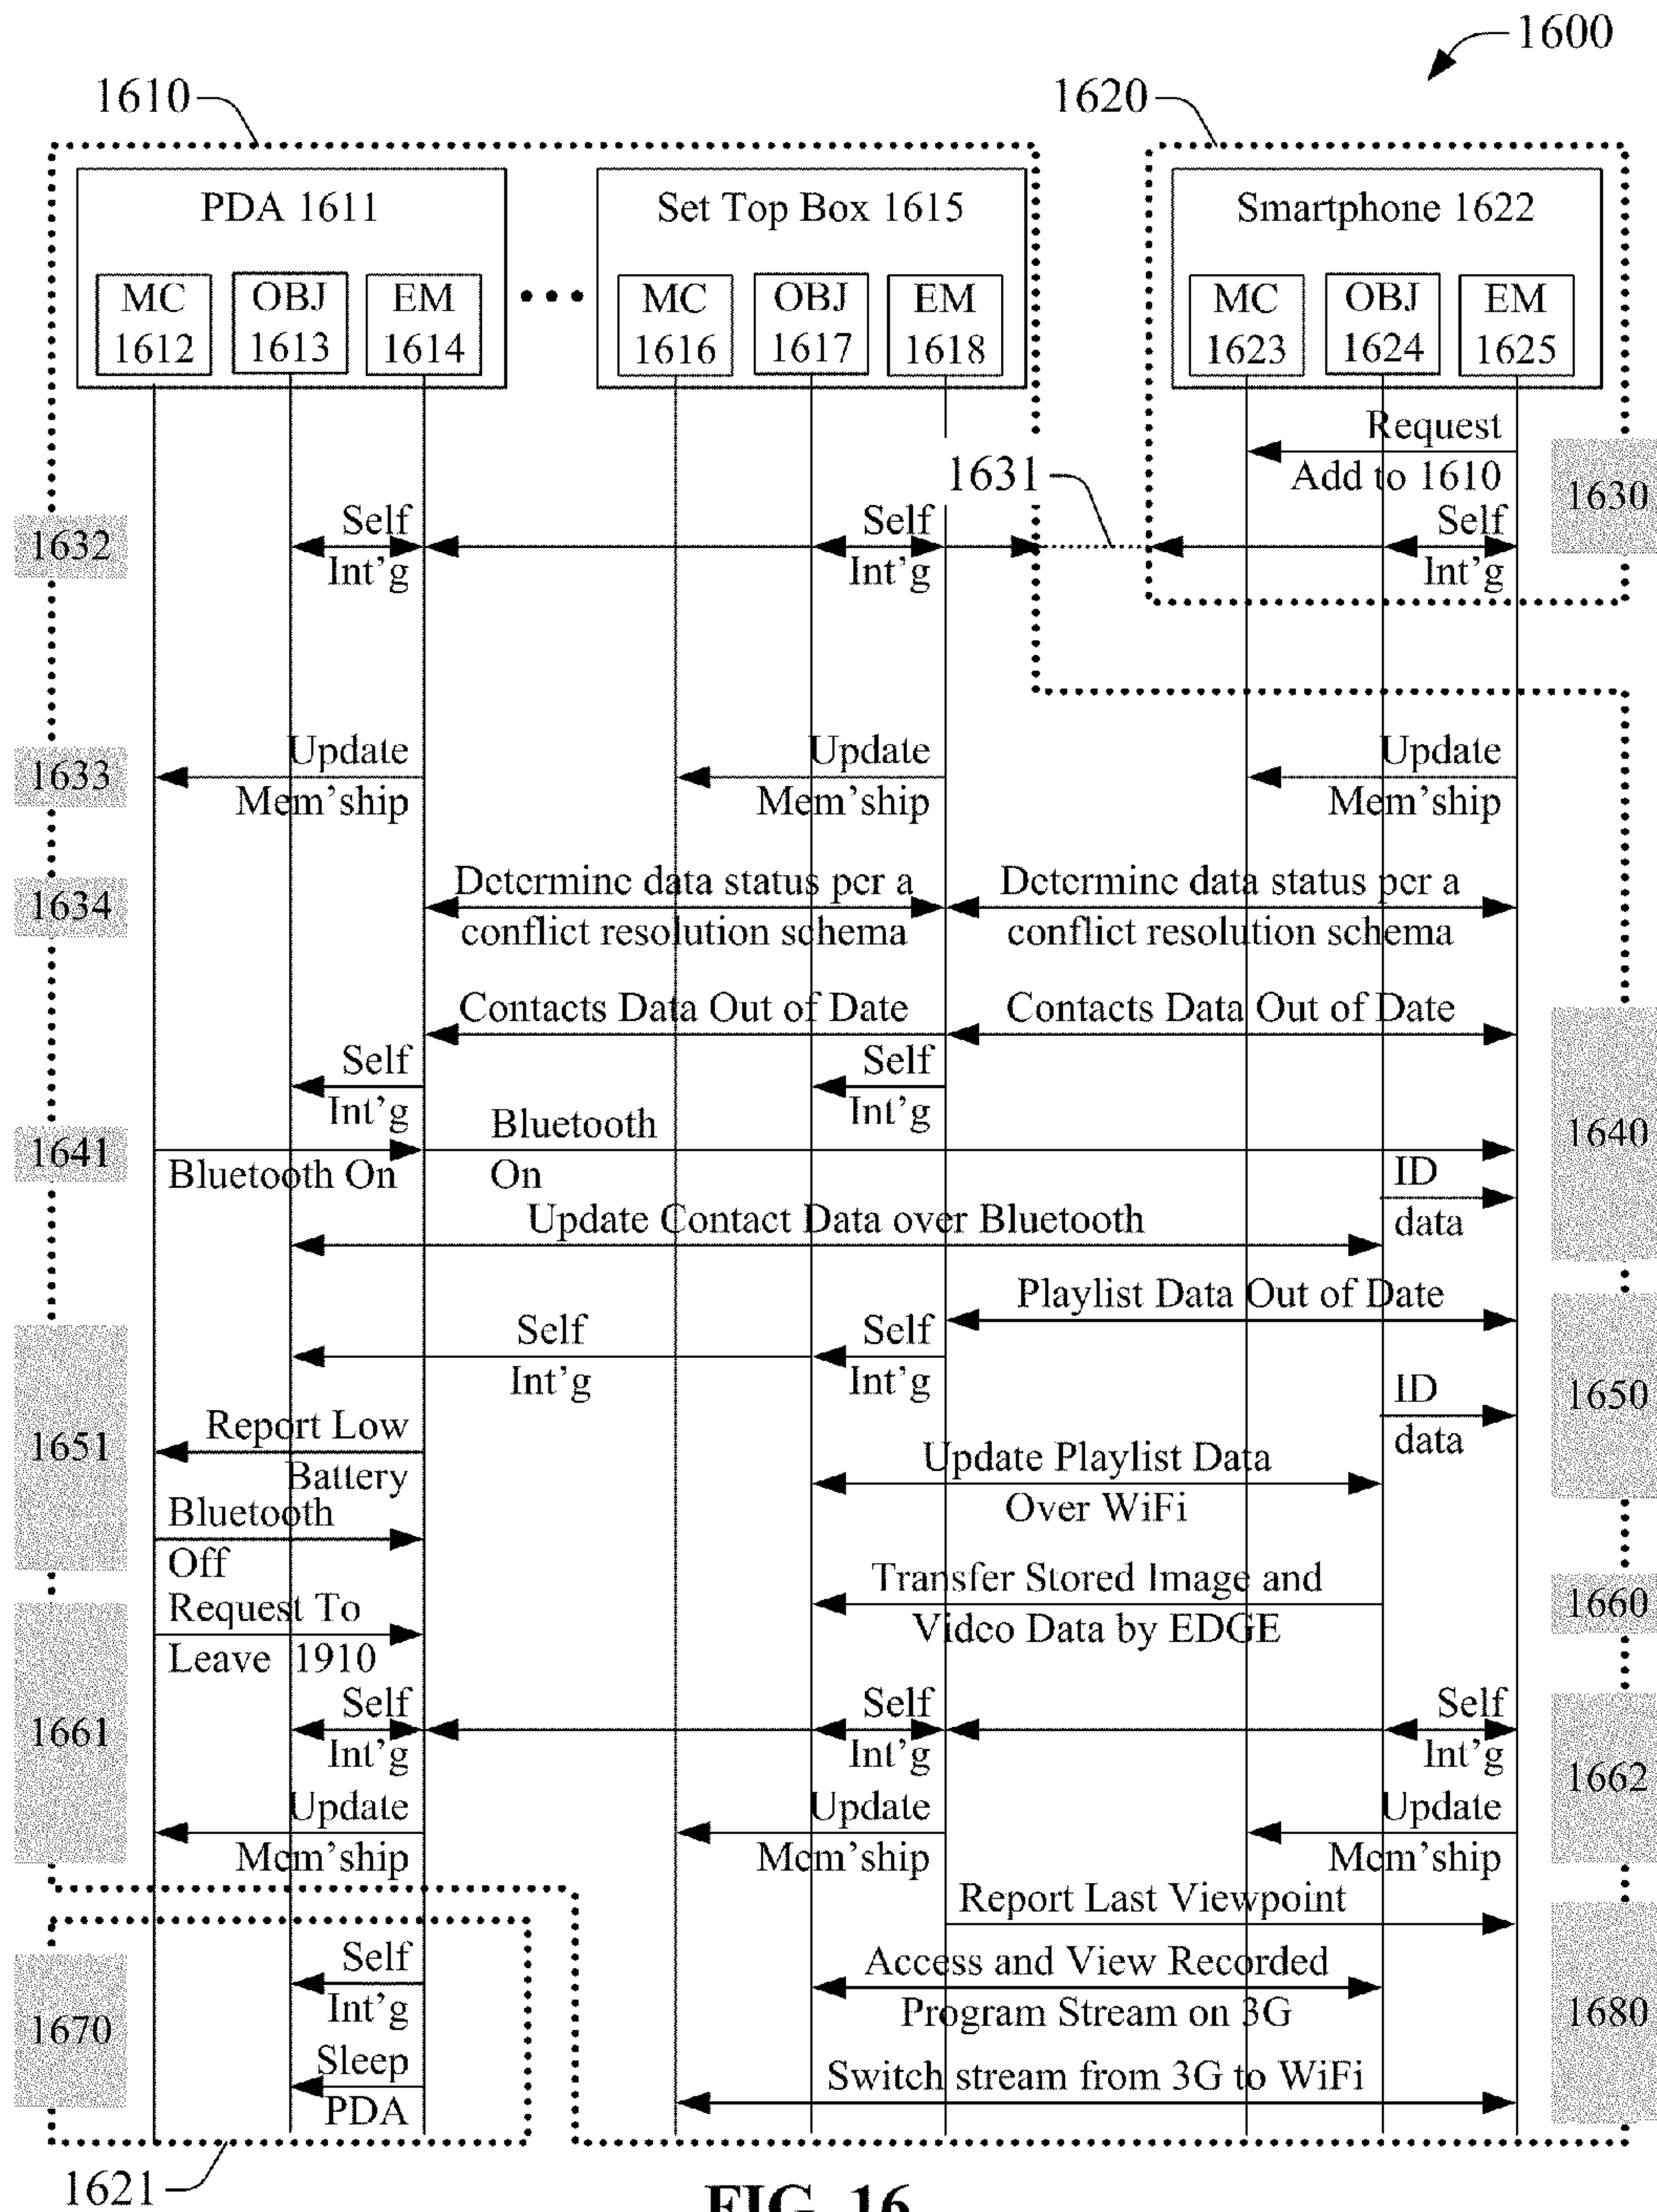 1600
1610
1620
PDA 1611
Set Top Box 1615
Smartphone 1622
MC
1612
OBJ
1613
EM
1614
MC
1616
OBJ
1617
EM
1618
MC
1623
OBJ
1624
EM
1625
Request
Add to 1610
1630
1631
1632
Self
Int'g
Self
Int'g
Self
Int'g
1633
Update
Mem'ship
Update
Mem'ship
Update
Mem'ship
1634
Determine data status per a
conflict resolution schema
Determine data status per a
conflict resolution schema
Contacts Data Out of Date
Contacts Data Out of Date
Self
Int'g
Self
Int'g
1640
1641
Bluetooth On
Bluetooth
On
ID
data
Update Contact Data over Bluetooth
Playlist Data Out of Date
Self
Int'g
Self
Int'g
1650
ID
data
1651
Report Low
Battery
Update Playlist Data
Over WiFi
Bluetooth
Off
Transfer Stored Image and
Video Data by EDGE
1660
Request To
Leave 1910
1661
Self
Int'g
Self
Int'g
Self
Int'g
1662
Update
Mem'ship
Update
Mem'ship
Update
Mem'ship
Report Last Viewpoint
1670
Self
Int'g
Access and View Recorded
Program Stream on 3G
1680
Sleep
PDA
Switch stream from 3G to WiFi
1621
FIG. 16